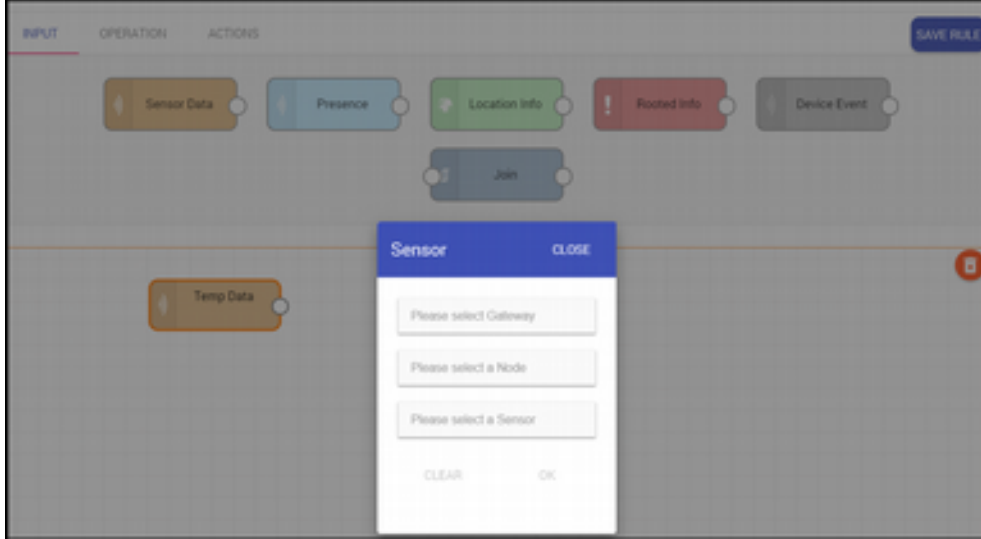 INPUT OPERATION ACTIONS SAVE RULE
Sensor Data Presence Location Info Rooted Info Device Event
Join
Sensor CLOSE
Temp Data
Please select Gateway
Please select a Node
Please select a Sensor
CLEAR OK